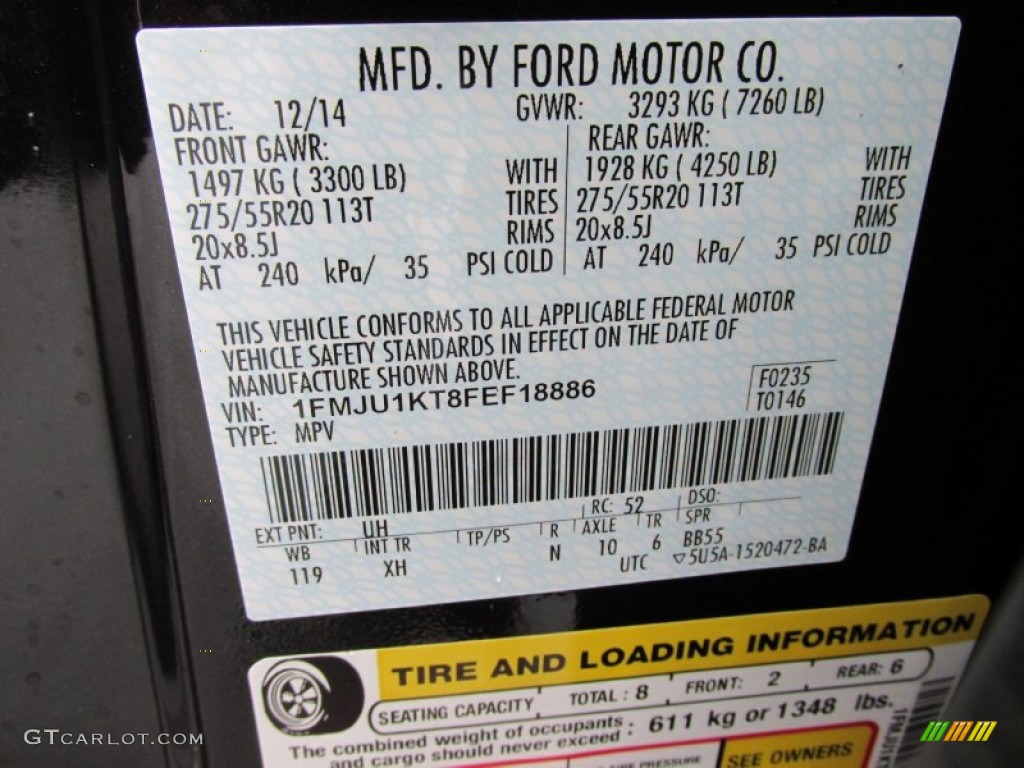 MFD. BY FORD MOTOR CO.
DATE: 12/14 GVWR: 3293 KG ( 7260 LB)
FRONT GAWR: REAR GAWR:
1497 KG ( 3300 LB) WITH 1928 KG ( 4250 LB) WITH
275/55R20 113T TIRES 275/55R20 113T TIRES
20x8.5J RIMS 20x8.5J RIMS
AT 240 kPa/ 35 PSI COLD AT 240 kPa/ 35 PSI COLD
THIS VEHICLE CONFORMS TO ALL APPLICABLE FEDERAL MOTOR
VEHICLE SAFETY STANDARDS IN EFFECT ON THE DATE OF
MANUFACTURE SHOWN ABOVE.
VIN: 1FMJU1KT8FEF18886 F0235
TYPE: MPV T0146
EXT PNT: UH RC: 52 DSO:
WB INT TR TP/PS R AXLE TR SPR
119 XH N 10 6 BB55
UTC ▽5U5A-1520472-BA
TIRE AND LOADING INFORMATION
SEATING CAPACITY TOTAL : 8 FRONT: 2 REAR: 6
The combined weight of occupants : 611 kg or 1348 lbs.
and cargo should never exceed
TIRE PRESSURE SEE OWNERS
GTCARLOT.COM